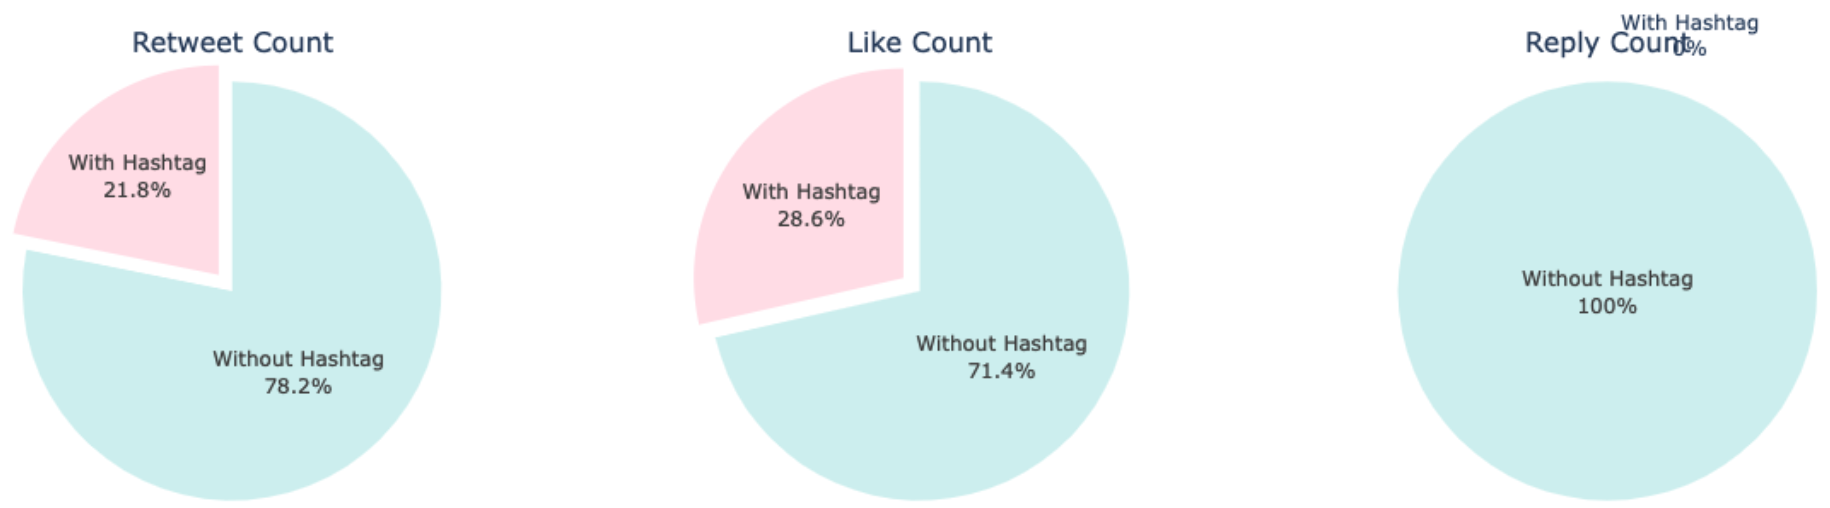 Retweet Count
With Hashtag
21.8%
Without Hashtag
78.2%
Like Count
With Hashtag
28.6%
Without Hashtag
71.4%
With Hashtag
Reply Count
0%
Without Hashtag
100%